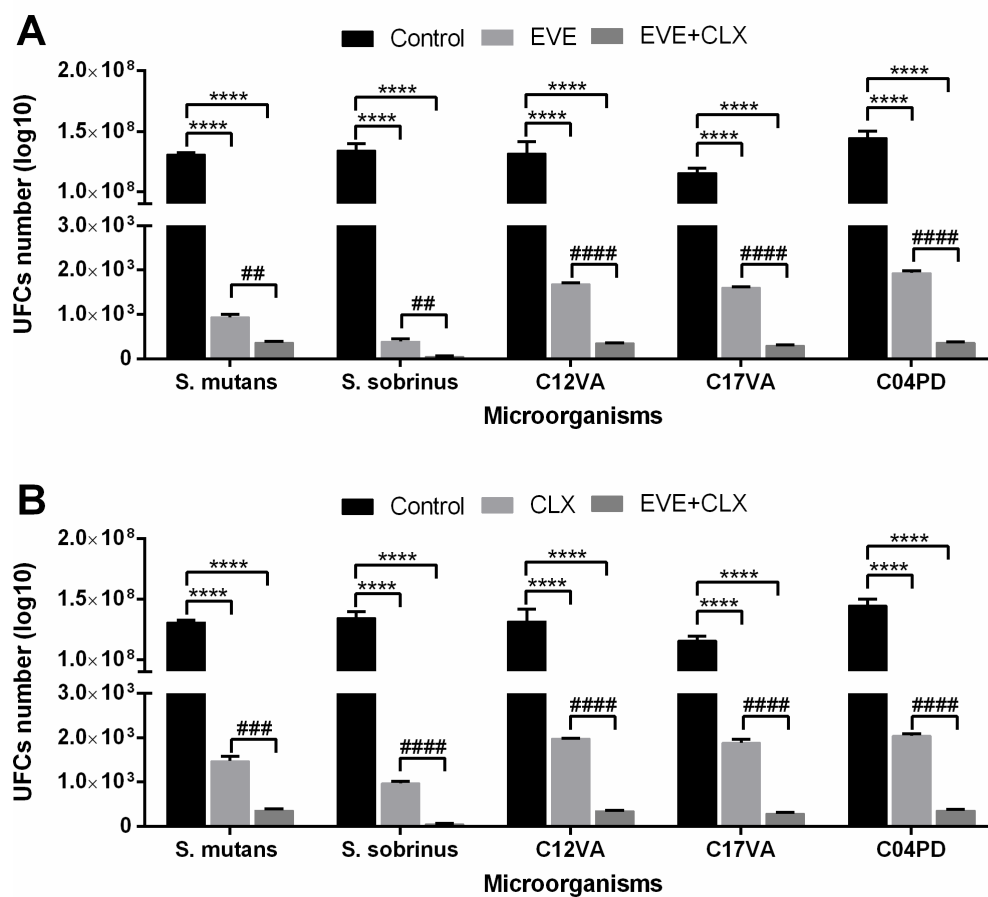 A
Control EVE EVE+CLX
2.0×10⁸
1.5×10⁸
1.0×10⁸
3.0×10³
2.0×10³
1.0×10³
0
UFCs number (log10)
**** **** **** **** ****
**** **** **** **** ****
## ## #### #### ####
S. mutans S. sobrinus C12VA C17VA C04PD
Microorganisms
B
Control CLX EVE+CLX
2.0×10⁸
1.5×10⁸
1.0×10⁸
3.0×10³
2.0×10³
1.0×10³
0
UFCs number (log10)
**** **** **** **** ****
**** **** **** **** ****
### #### #### #### ####
S. mutans S. sobrinus C12VA C17VA C04PD
Microorganisms